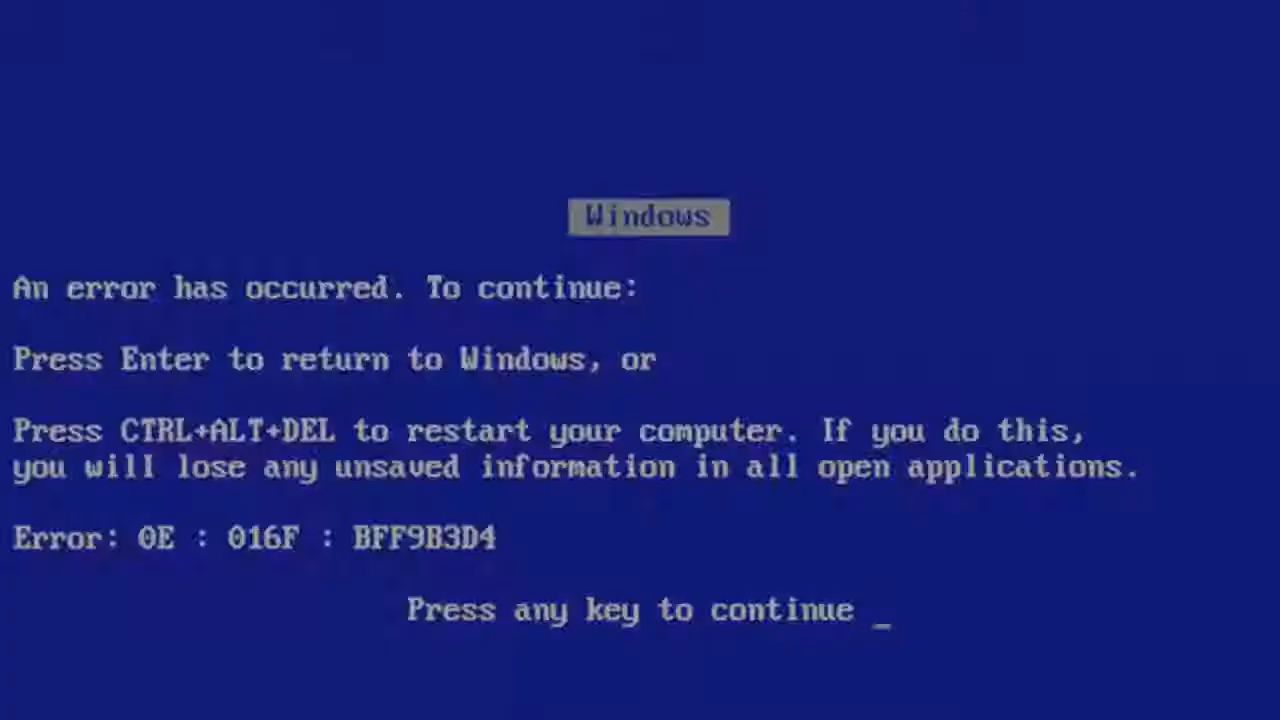 Windows
An error has occurred. To continue:
Press Enter to return to Windows, or
Press CTRL+ALT+DEL to restart your computer. If you do this,
you will lose any unsaved information in all open applications.
Error: 0E : 016F : BFF9B3D4
Press any key to continue _